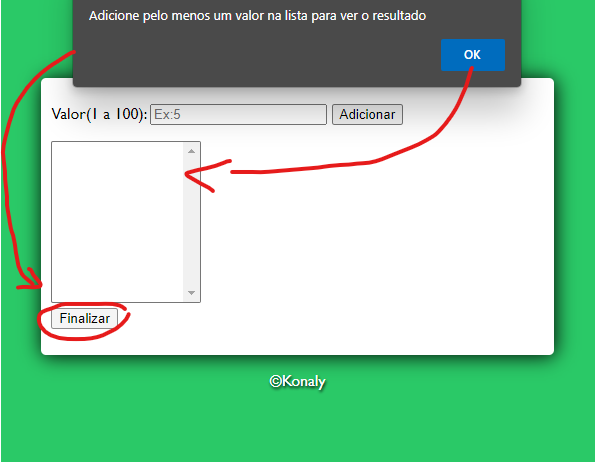 Adicione pelo menos um valor na lista para ver o resultado
OK
Valor(1 a 100): Ex:5 Adicionar
Finalizar
©Konaly